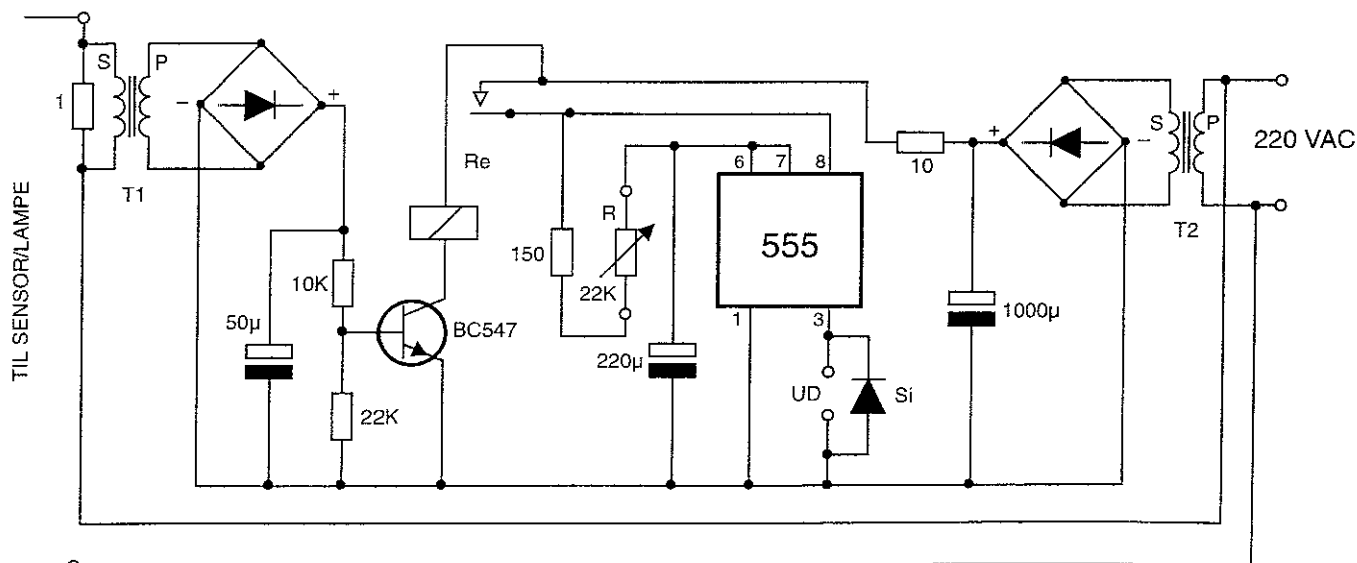 TIL SENSOR/LAMPE
1
S
P
T1
-
+
50µ
10K
22K
BC547
Re
150
R
22K
220µ
6
7
8
555
1
3
UD
Si
10
1000µ
+
-
S
P
T2
220 VAC